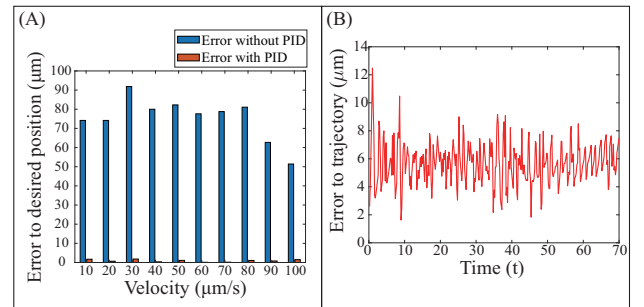 (A)
Error without PID
Error with PID
Error to desired position (μm)
100
90
80
70
60
50
40
30
20
10
0
10 20 30 40 50 60 70 80 90 100
Velocity (μm/s)
(B)
Error to trajectory (μm)
14
12
10
8
6
4
2
0
0 10 20 30 40 50 60 70
Time (t)